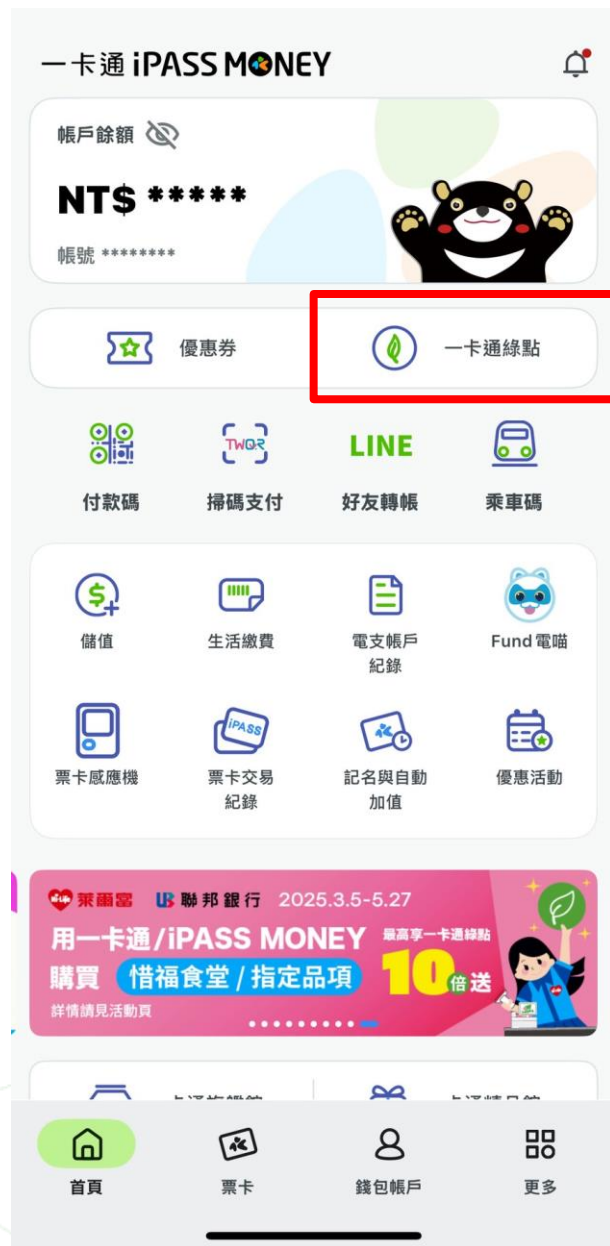 一卡通 iPASS MONEY
帳戶餘額
NT$ *****
帳號 ********
優惠券
一卡通綠點
TWQR
LINE
付款碼
掃碼支付
好友轉帳
乘車碼
儲值
生活繳費
電支帳戶
紀錄
Fund 電喵
iPASS
票卡感應機
票卡交易
紀錄
記名與自動
加值
優惠活動
萊爾富 聯邦銀行 2025.3.5-5.27
用一卡通/iPASS MONEY 最高享一卡通綠點
購買 惜福食堂 / 指定品項 10倍送
詳情請見活動頁
首頁
票卡
錢包帳戶
更多